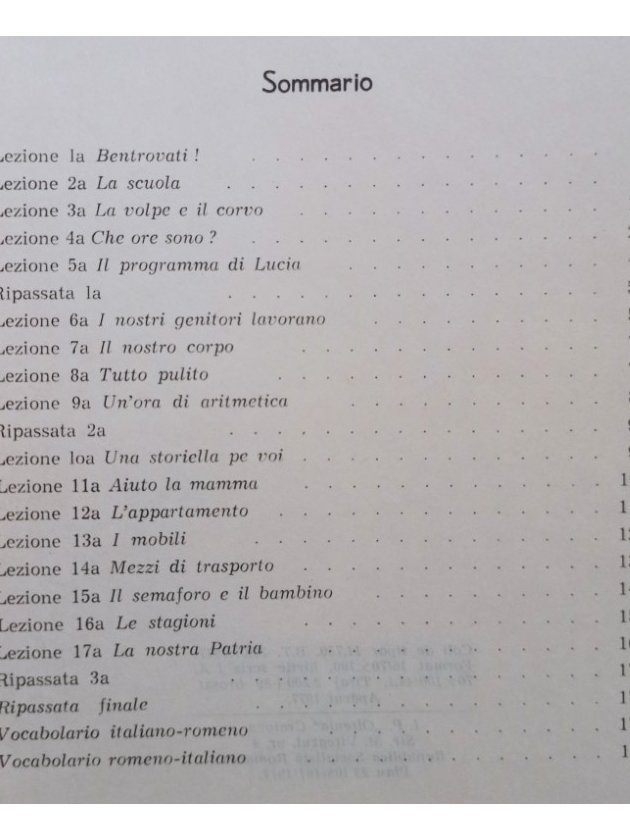 Sommario
Lezione la Bentrovati !
Lezione 2a La scuola
Lezione 3a La volpe e il corvo
Lezione 4a Che ore sono ?
Lezione 5a Il programma di Lucia
Ripassata la
Lezione 6a I nostri genitori lavorano
Lezione 7a Il nostro corpo
Lezione 8a Tutto pulito
Lezione 9a Un'ora di aritmetica
Ripassata 2a
Lezione loa Una storiella pe voi
Lezione 11a Aiuto la mamma
Lezione 12a L'appartamento
Lezione 13a I mobili
Lezione 14a Mezzi di trasporto
Lezione 15a Il semaforo e il bambino
Lezione 16a Le stagioni
Lezione 17a La nostra Patria
Ripassata 3a
Ripassata finale
Vocabolario italiano-romeno
Vocabolario romeno-italiano